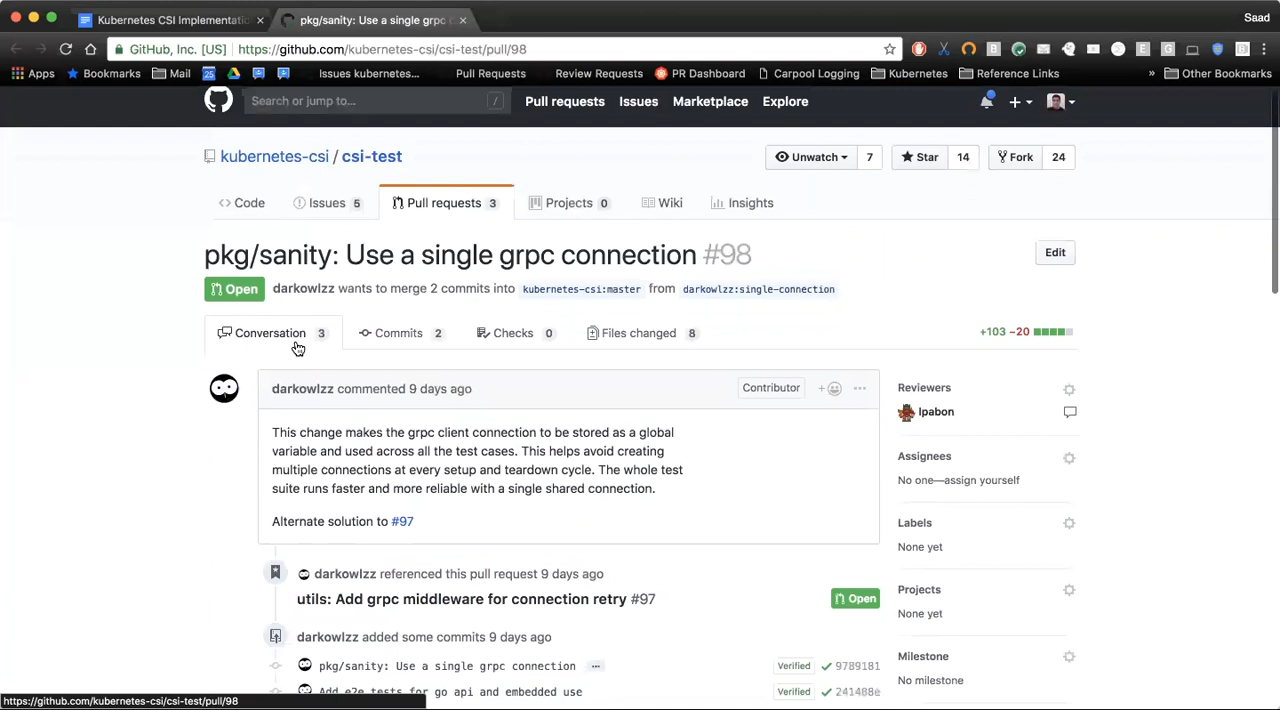 Kubernetes CSI Implementatio
pkg/sanity: Use a single grpc c
Saad
GitHub, Inc. [US] https://github.com/kubernetes-csi/csi-test/pull/98
Apps Bookmarks Mail Issues kubernetes... Pull Requests Review Requests PR Dashboard Carpool Logging Kubernetes Reference Links » Other Bookmarks
Search or jump to... / Pull requests Issues Marketplace Explore
kubernetes-csi / csi-test
Unwatch 7 Star 14 Fork 24
Code Issues 5 Pull requests 3 Projects 0 Wiki Insights
pkg/sanity: Use a single grpc connection #98
Edit
Open darkowlzz wants to merge 2 commits into kubernetes-csi:master from darkowlzz:single-connection
Conversation 3 Commits 2 Checks 0 Files changed 8 +103 −20
darkowlzz commented 9 days ago Contributor
This change makes the grpc client connection to be stored as a global
variable and used across all the test cases. This helps avoid creating
multiple connections at every setup and teardown cycle. The whole test
suite runs faster and more reliable with a single shared connection.
Alternate solution to #97
darkowlzz referenced this pull request 9 days ago
utils: Add grpc middleware for connection retry #97
Open
darkowlzz added some commits 9 days ago
pkg/sanity: Use a single grpc connection ... Verified 9789181
Add e2e tests for go api and embedded use Verified 241488e
Reviewers
lpabon
Assignees
No one—assign yourself
Labels
None yet
Projects
None yet
Milestone
No milestone
https://github.com/kubernetes-csi/csi-test/pull/98